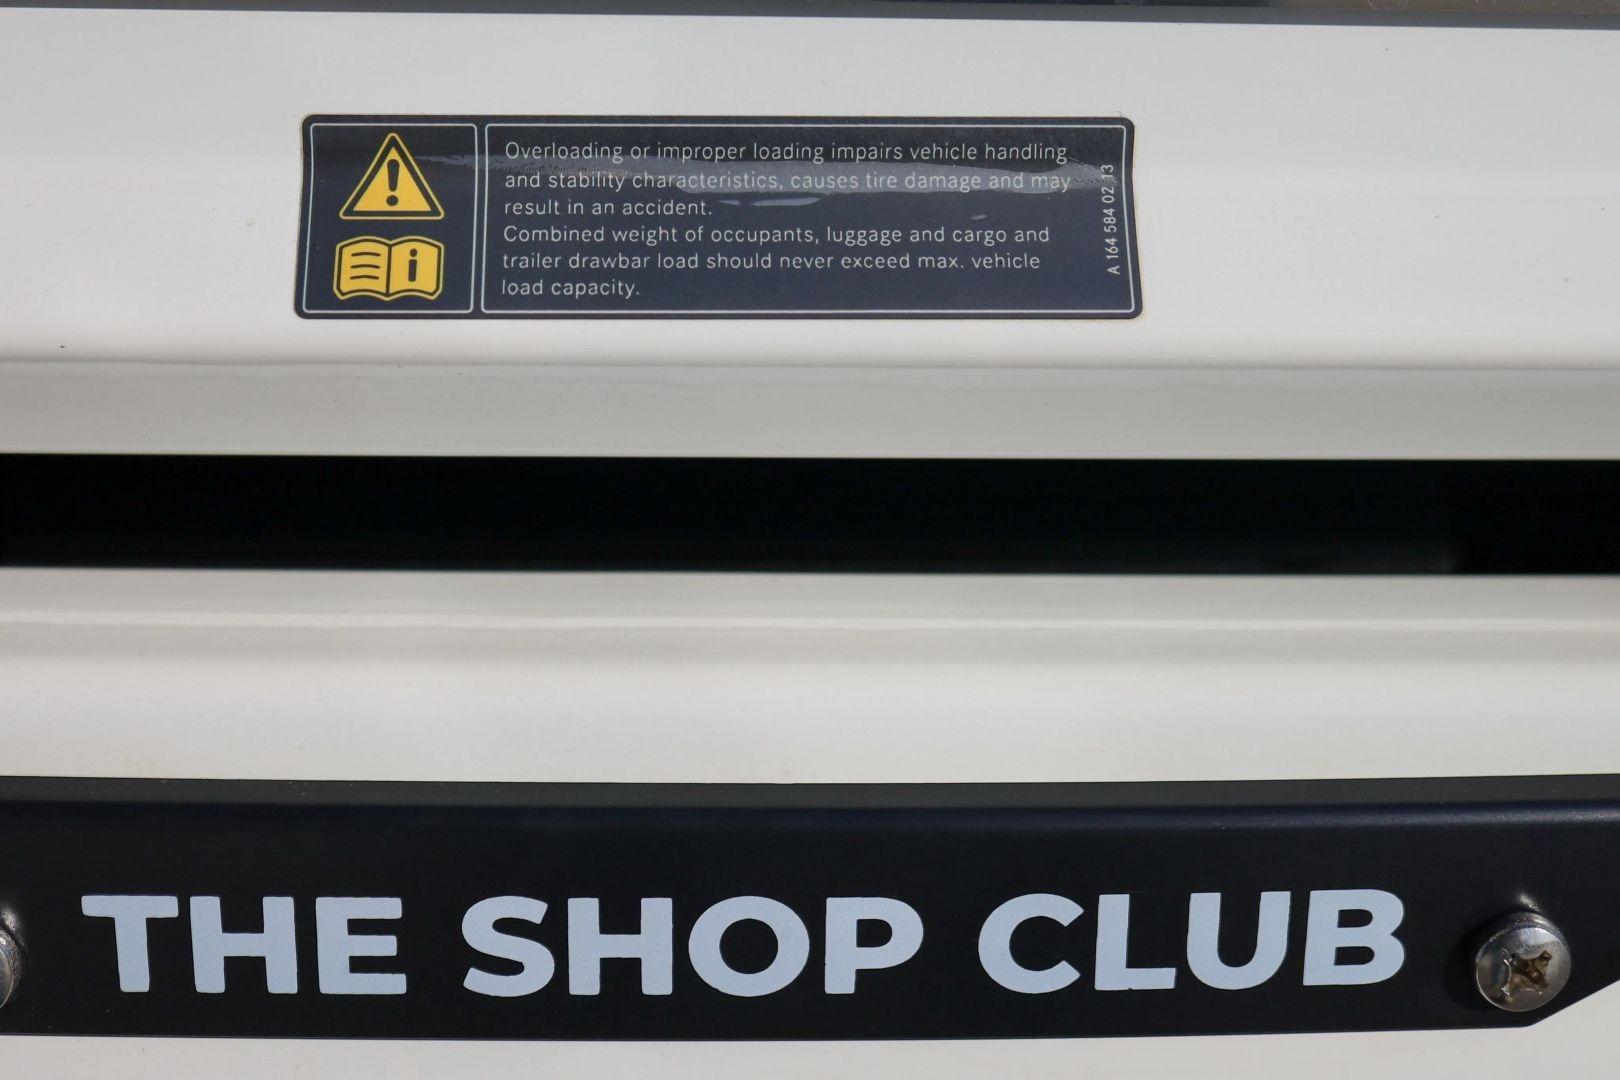 Overloading or improper loading impairs vehicle handling
and stability characteristics, causes tire damage and may
result in an accident.
Combined weight of occupants, luggage and cargo and
trailer drawbar load should never exceed max. vehicle
load capacity.
A 164 584 02 13
THE SHOP CLUB